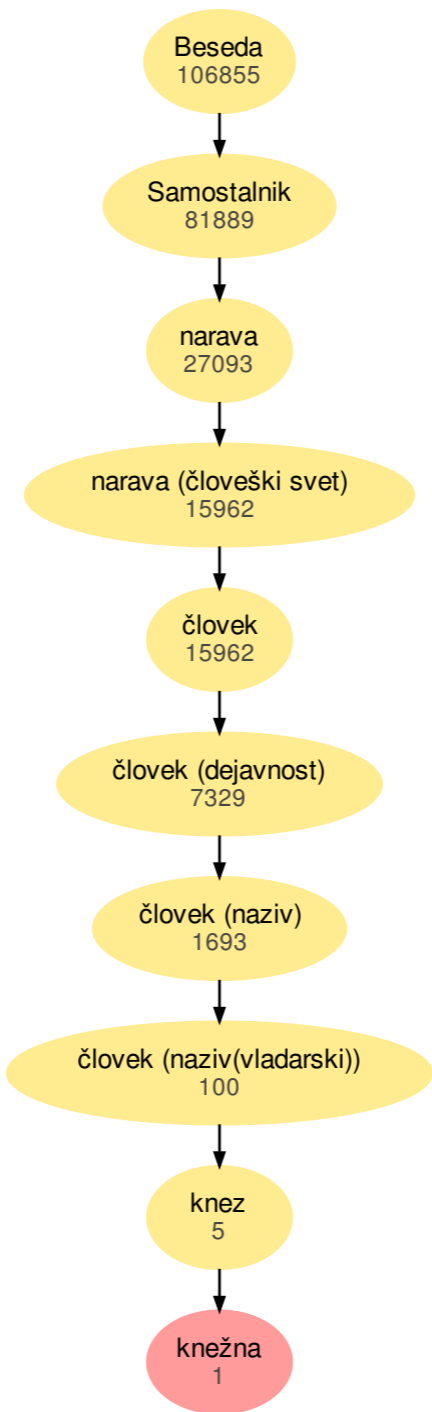 Beseda
106855
Samostalnik
81889
narava
27093
narava (človeški svet)
15962
človek
15962
človek (dejavnost)
7329
človek (naziv)
1693
človek (naziv(vladarski))
100
knez
5
knežna
1